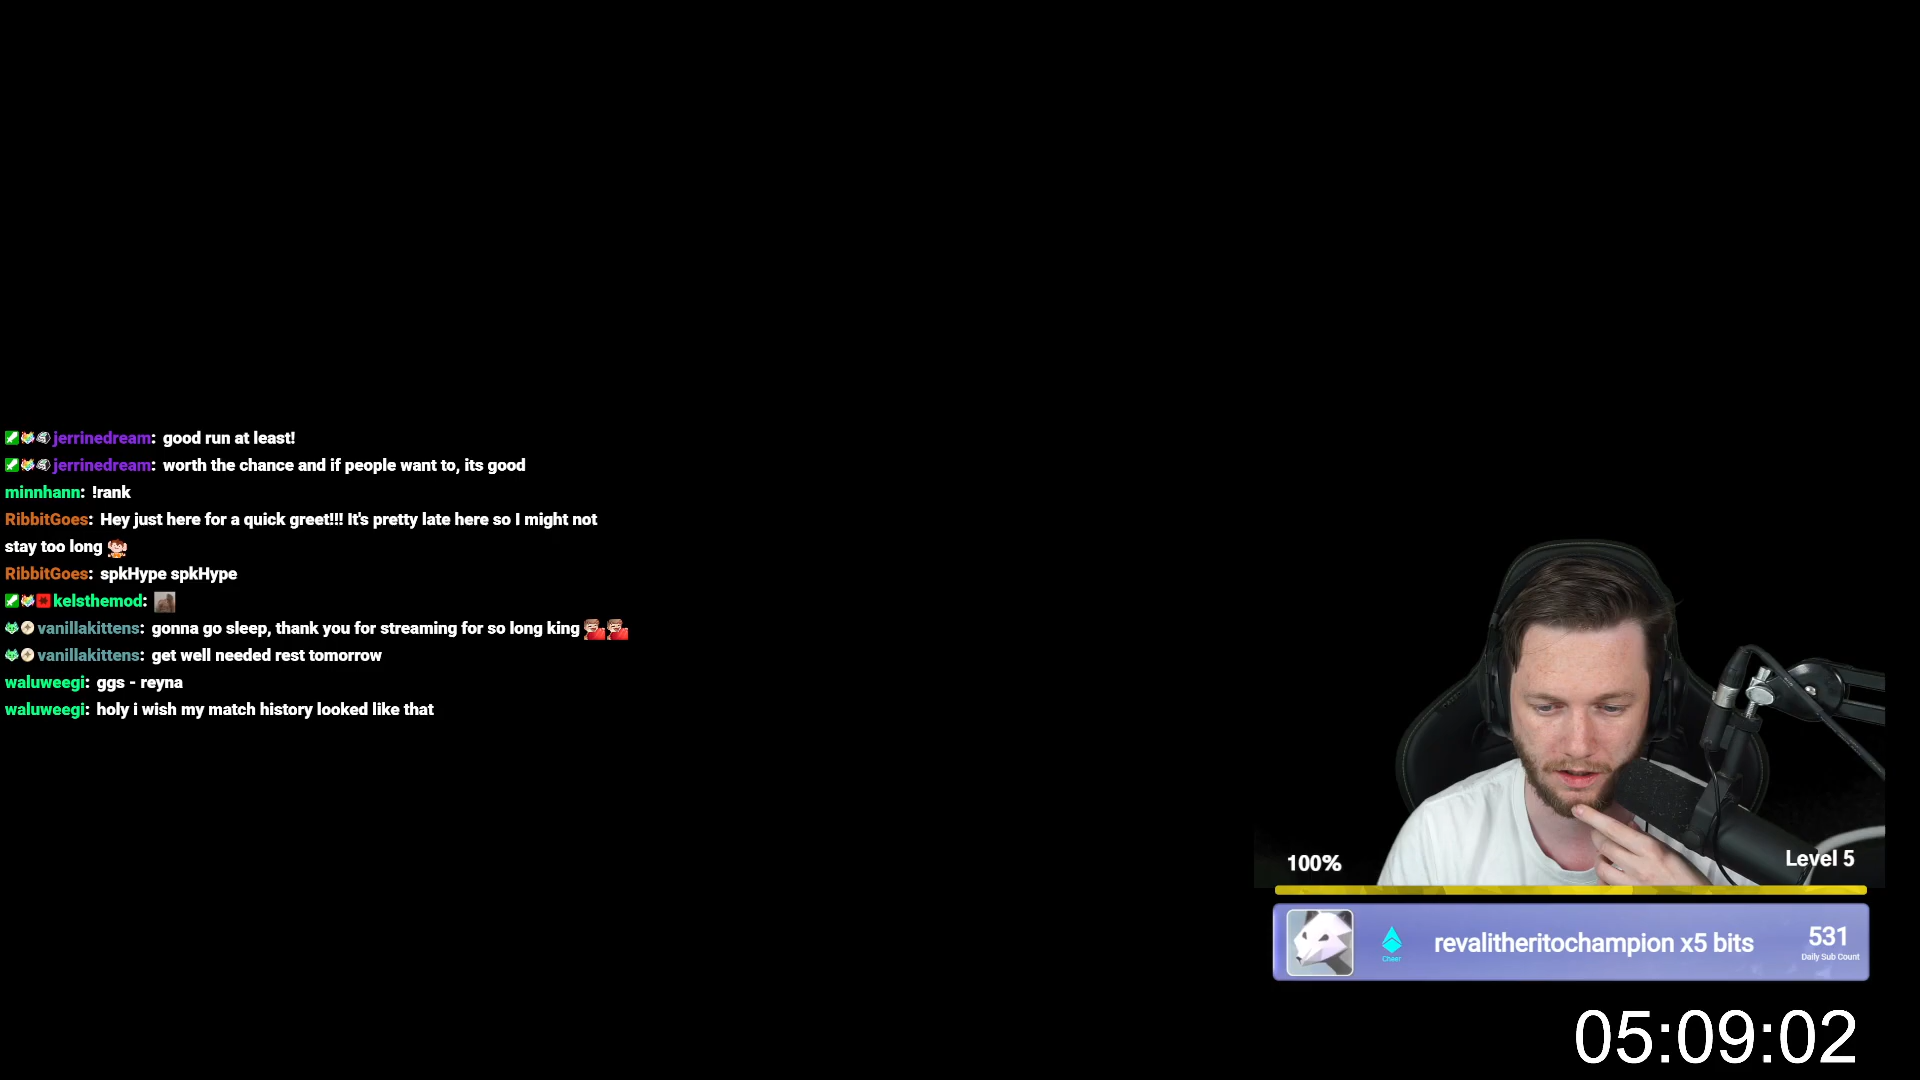 jerrinedream: good run at least!
jerrinedream: worth the chance and if people want to, its good
minnhann: !rank
RibbitGoes: Hey just here for a quick greet!!! It's pretty late here so I might not
stay too long
RibbitGoes: spkHype spkHype
kelsthemod:
vanillakittens: gonna go sleep, thank you for streaming for so long king
vanillakittens: get well needed rest tomorrow
waluweegi: ggs - reyna
waluweegi: holy i wish my match history looked like that
100%
Level 5
Cheer
revalitheritochampion x5 bits
531
Daily Sub Count
05:09:02